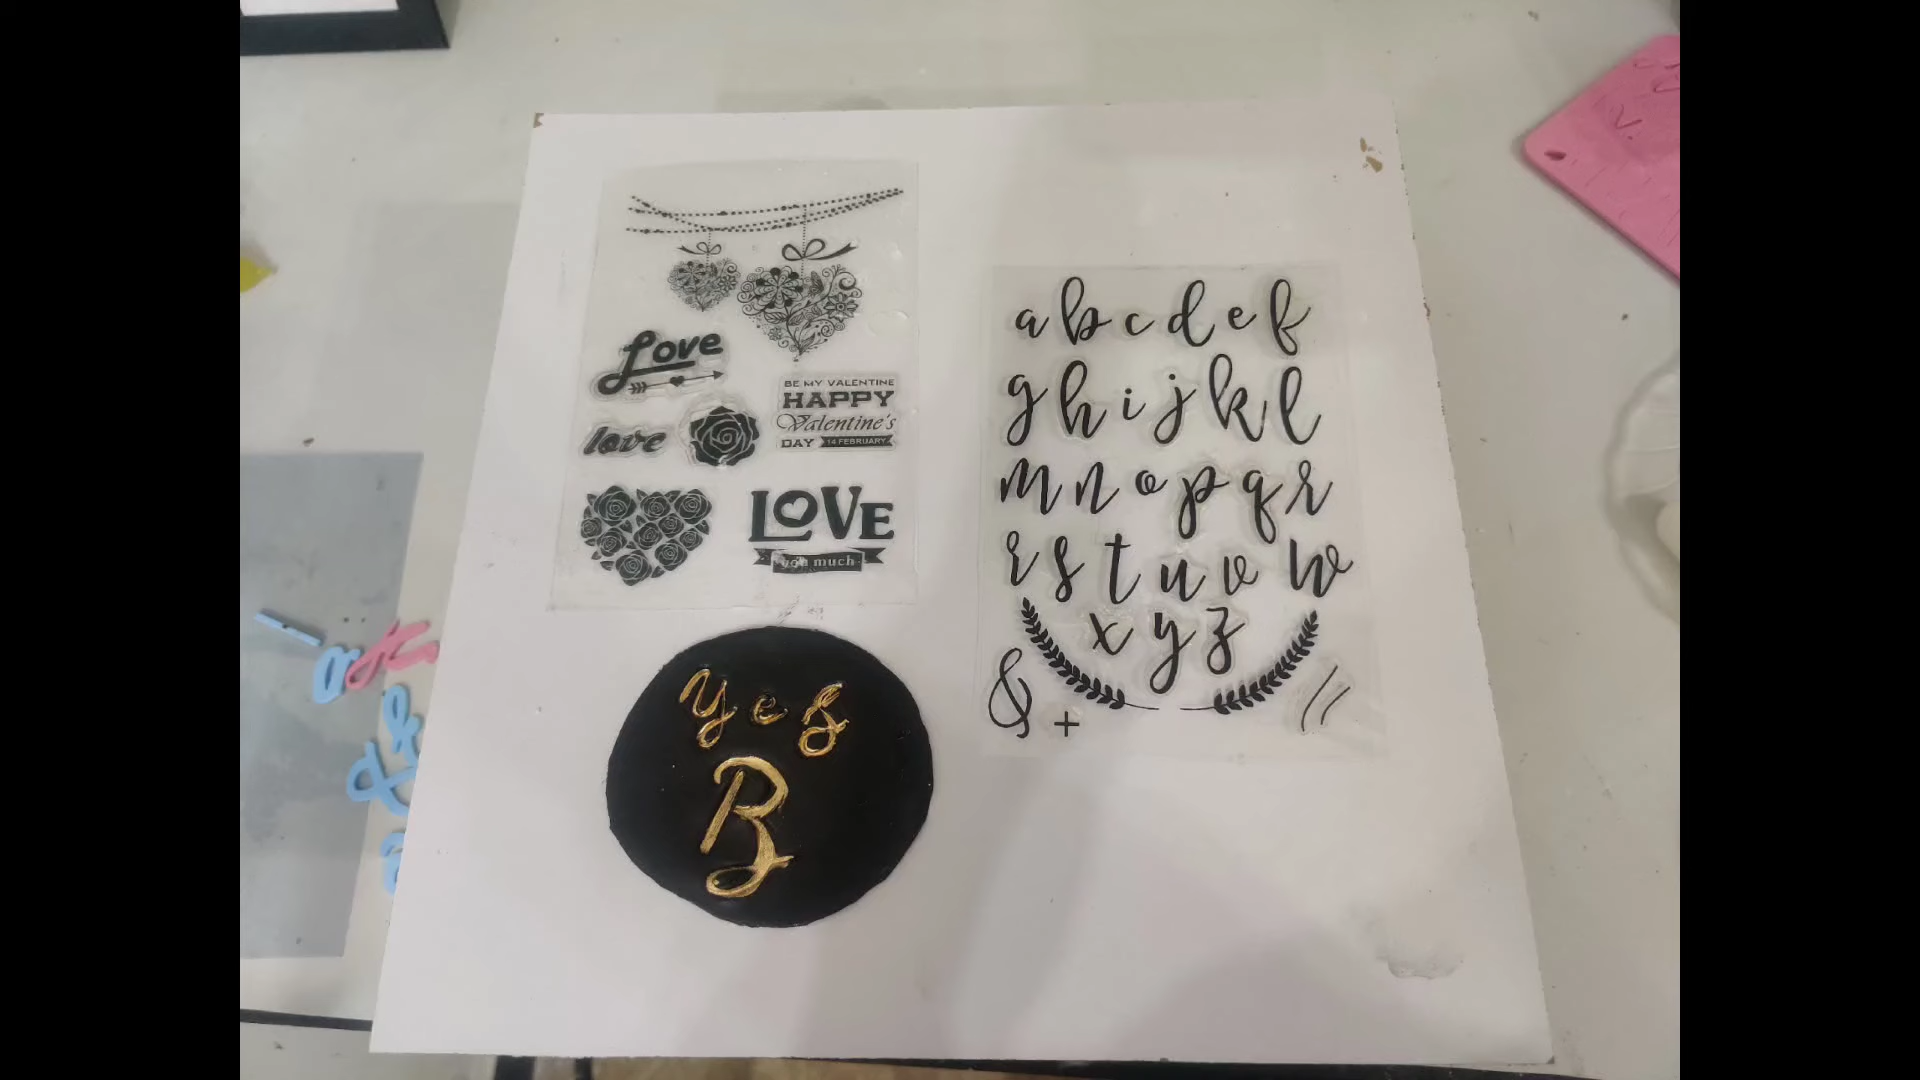 Love
BE MY VALENTINE
HAPPY
Valentine's
DAY 14 FEBRUARY
love
LOVE
you much
a b c d e f
g h i j k l
m n o p q r
r s t u v w
x y z
& +
yes
B